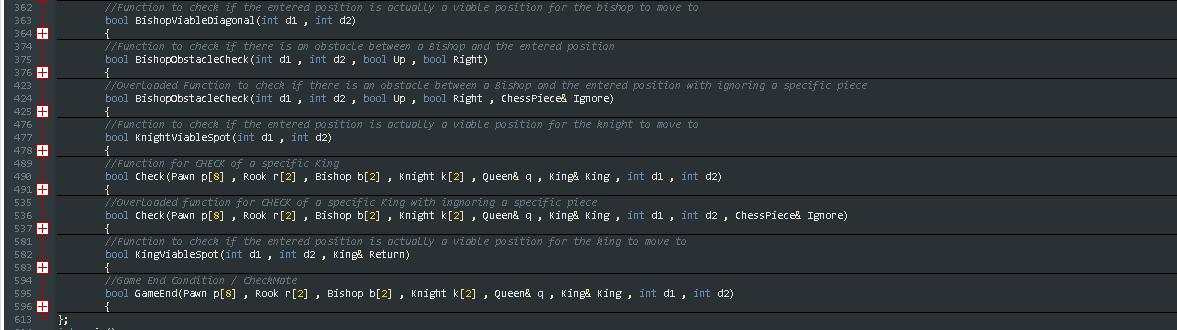 362 //Function to check if the entered position is actually a viable position for the bishop to move to
363 bool BishopViableDiagonal(int d1 , int d2)
364 {
374 //Function to check if there is an obstacle between a Bishop and the entered position
375 bool BishopObstacleCheck(int d1 , int d2 , bool Up , bool Right)
376 {
423 //OverLoaded Function to check if there is an obstacle between a Bishop and the entered position with ignoring a specific piece
424 bool BishopObstacleCheck(int d1 , int d2 , bool Up , bool Right , ChessPiece& Ignore)
425 {
476 //Function to check if the entered position is actually a viable position for the knight to move to
477 bool KnightViableSpot(int d1 , int d2)
478 {
489 //Function for CHECK of a specific King
490 bool Check(Pawn p[8] , Rook r[2] , Bishop b[2] , Knight k[2] , Queen& q , King& King , int d1 , int d2)
491 {
535 //OverLoaded function for CHECK of a specific King with ingnoring a specific piece
536 bool Check(Pawn p[8] , Rook r[2] , Bishop b[2] , Knight k[2] , Queen& q , King& King , int d1 , int d2 , ChessPiece& Ignore)
537 {
581 //Function to check if the entered position is actually a viable position for the king to move to
582 bool KingViableSpot(int d1 , int d2 , King& Return)
583 {
594 //Game End Condition / CheckMate
595 bool GameEnd(Pawn p[8] , Rook r[2] , Bishop b[2] , Knight k[2] , Queen& q , King& King , int d1 , int d2)
596 {
613 };